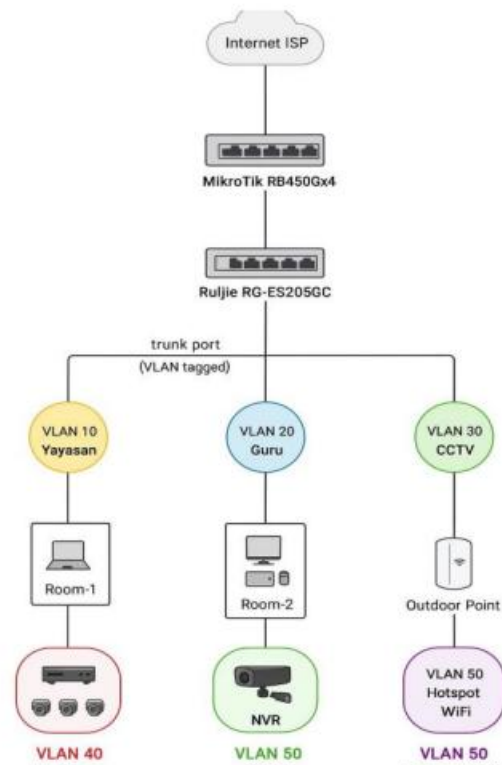 Internet ISP
MikroTik RB450Gx4
Ruljie RG-ES205GC
trunk port
(VLAN tagged)
VLAN 10
Yayasan
VLAN 20
Guru
VLAN 30
CCTV
Room-1
Room-2
Outdoor Point
NVR
VLAN 50
Hotspot
WiFi
VLAN 40
VLAN 50
VLAN 50